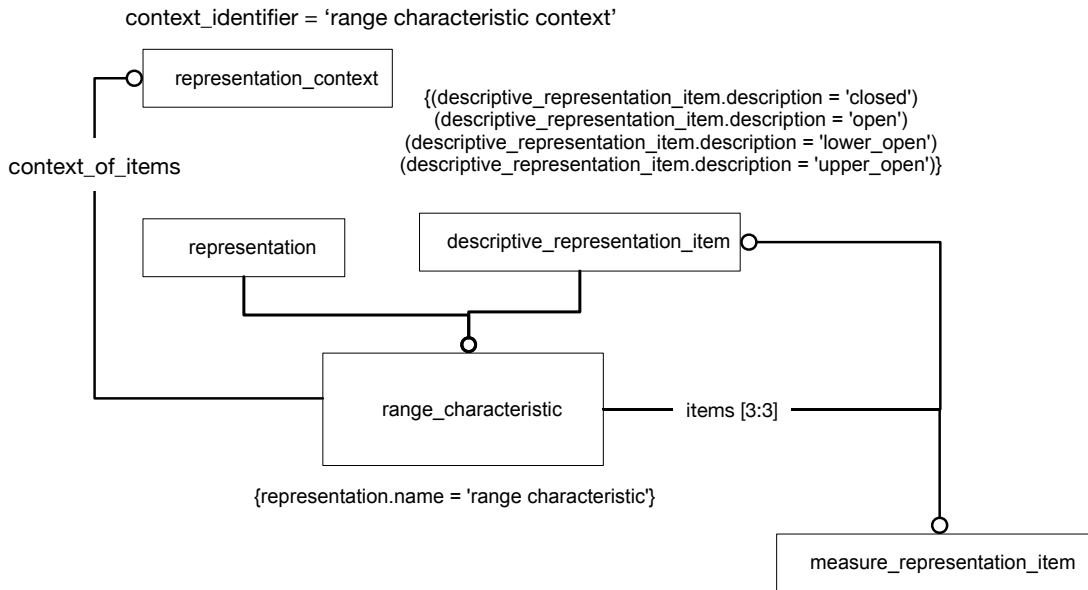 context_identifier = ‘range characteristic context’
representation_context
{(descriptive_representation_item.description = 'closed')
(descriptive_representation_item.description = 'open')
(descriptive_representation_item.description = 'lower_open')
(descriptive_representation_item.description = 'upper_open')}
context_of_items
representation
descriptive_representation_item
range_characteristic
items [3:3]
{representation.name = 'range characteristic'}
measure_representation_item